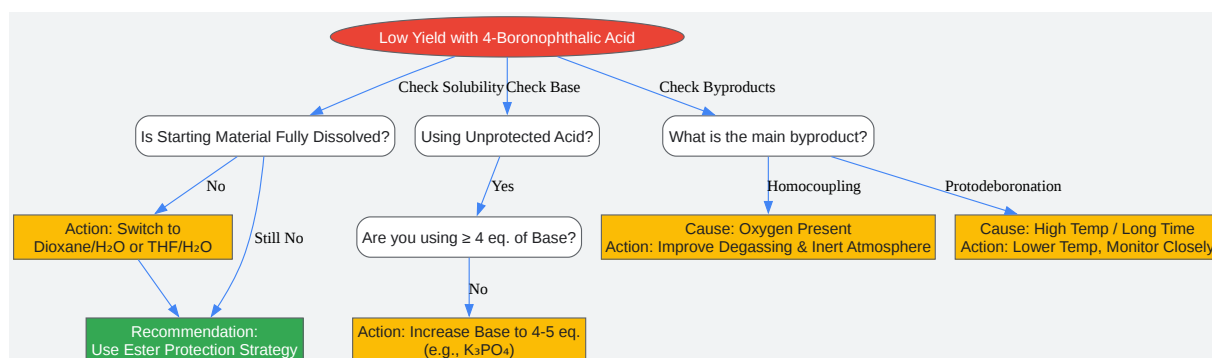 Low Yield with 4-Boronophthalic Acid
Check Solubility
Check Base
Check Byproducts
Is Starting Material Fully Dissolved?
Using Unprotected Acid?
What is the main byproduct?
No
Yes
Homocoupling
Protodeboronation
Action: Switch to
Dioxane/H₂O or THF/H₂O
Still No
Are you using ≥ 4 eq. of Base?
Cause: Oxygen Present
Action: Improve Degassing & Inert Atmosphere
Cause: High Temp / Long Time
Action: Lower Temp, Monitor Closely
No
Recommendation:
Use Ester Protection Strategy
Action: Increase Base to 4-5 eq.
(e.g., K₃PO₄)